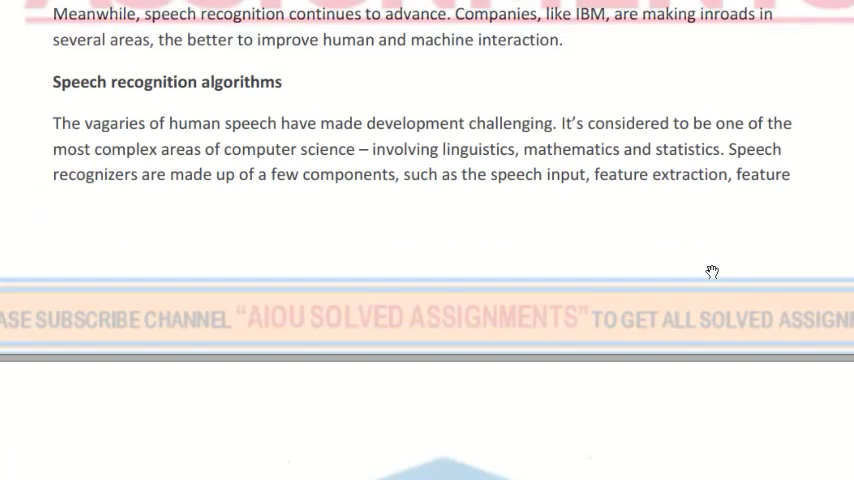 Meanwhile, speech recognition continues to advance. Companies, like IBM, are making inroads in
several areas, the better to improve human and machine interaction.
Speech recognition algorithms
The vagaries of human speech have made development challenging. It’s considered to be one of the
most complex areas of computer science – involving linguistics, mathematics and statistics. Speech
recognizers are made up of a few components, such as the speech input, feature extraction, feature
ASE SUBSCRIBE CHANNEL “AIOU SOLVED ASSIGNMENTS” TO GET ALL SOLVED ASSIGN